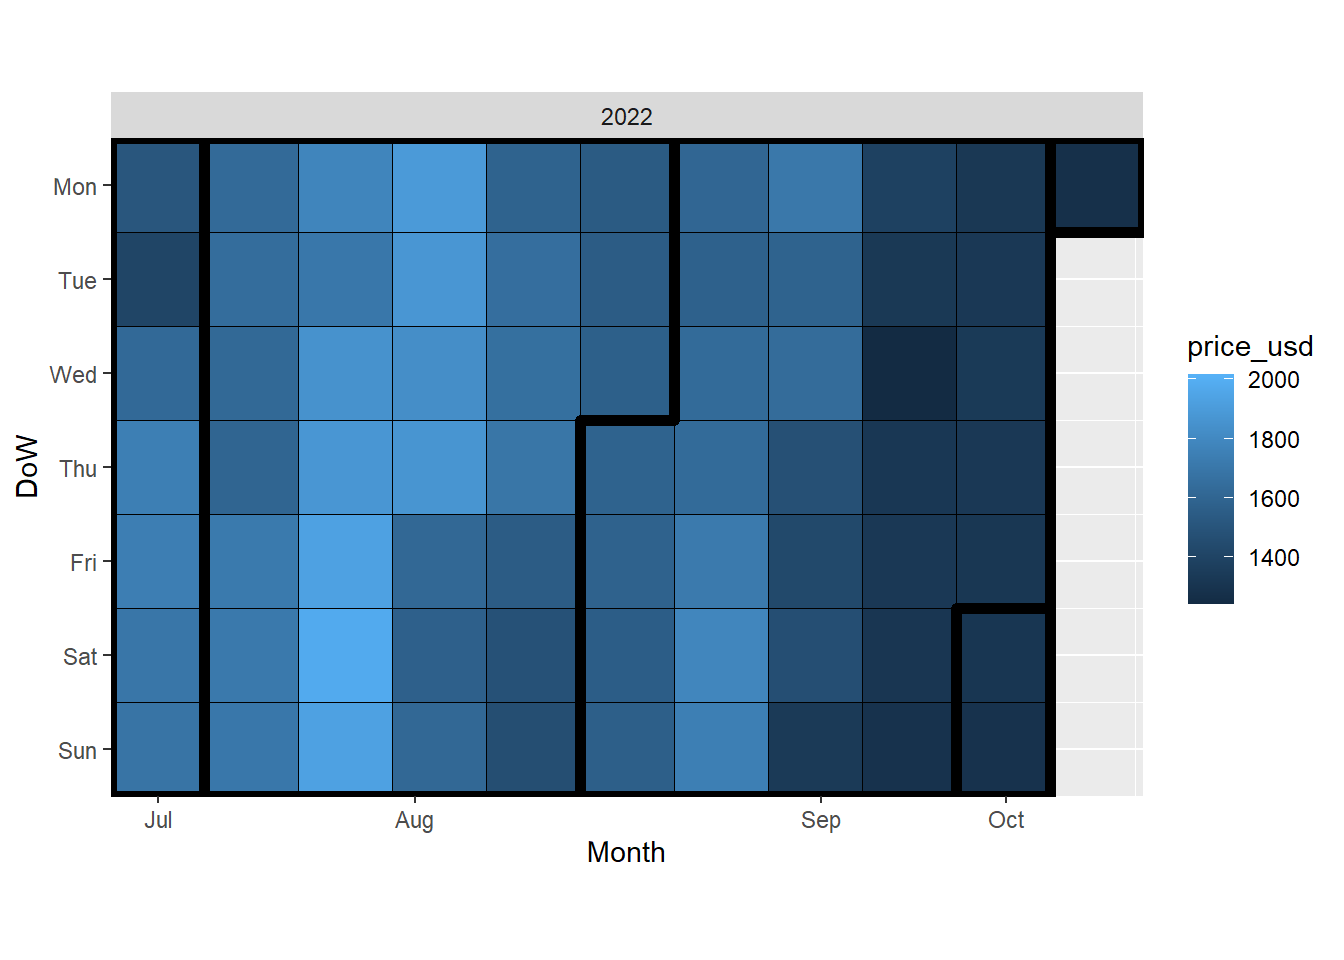 2022
Mon
Tue
Wed
Thu
Fri
Sat
Sun
DoW
Jul Aug Sep Oct
Month
price_usd
2000
1800
1600
1400